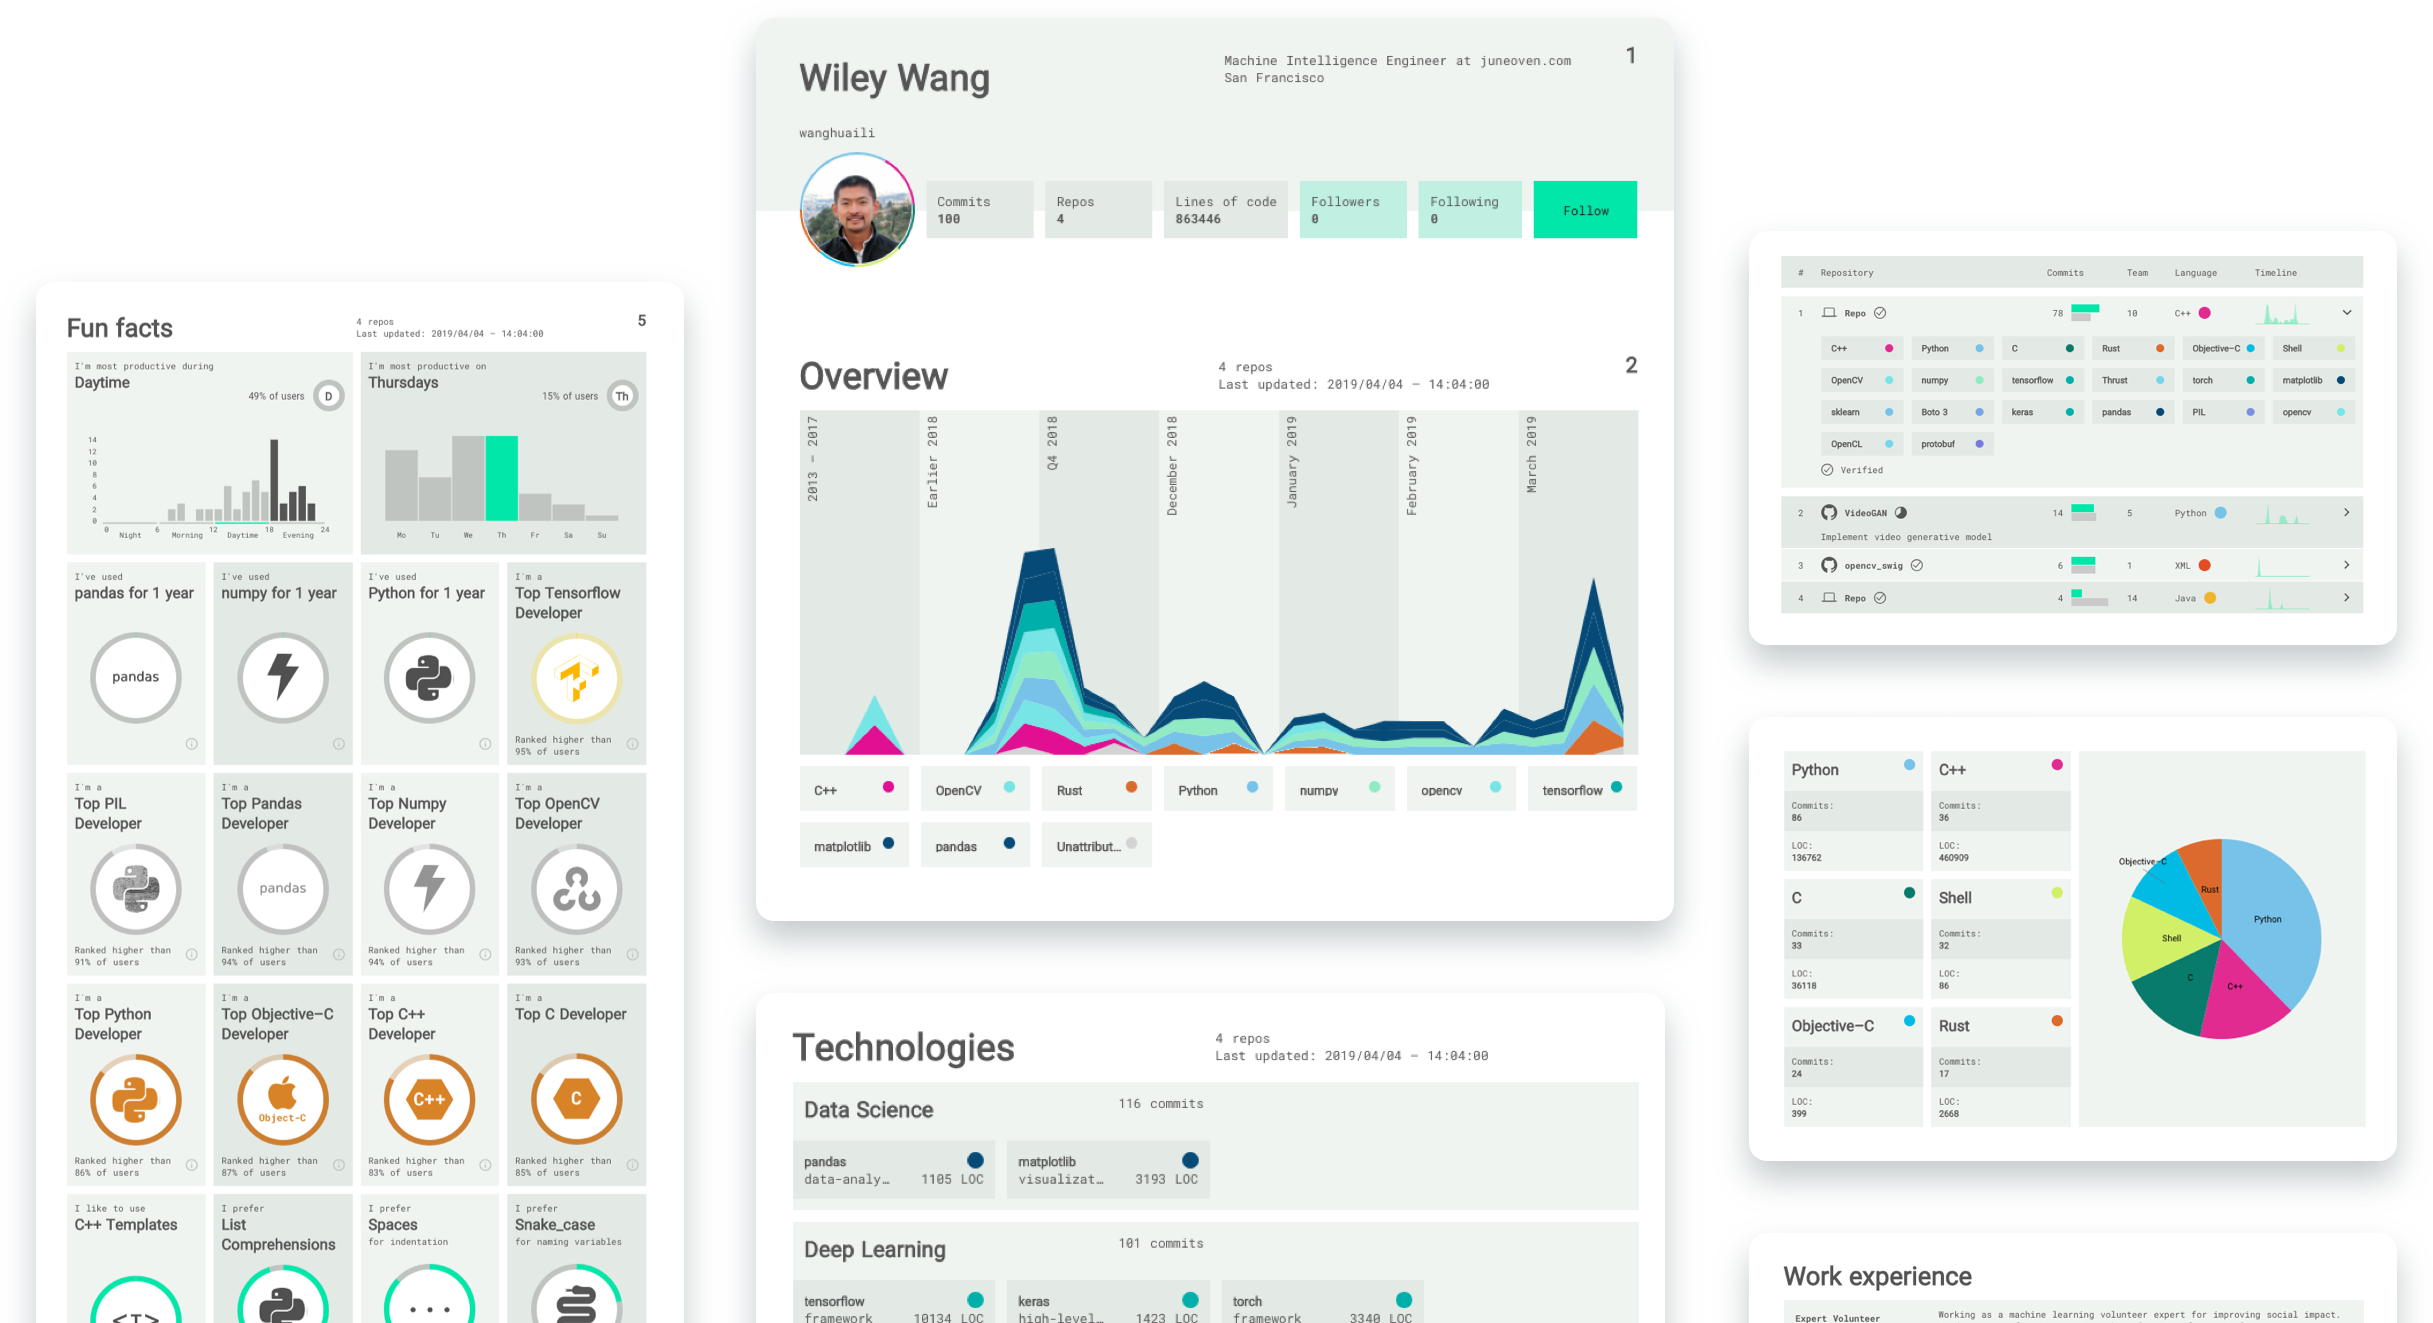 Fun facts
4 repos
Last updated: 2019/04/04 – 14:04:00
5
I'm most productive during
Daytime
49% of users
D
14
12
10
8
6
4
2
0
0 6 12 18 24
Night Morning Daytime Evening
I'm most productive on
Thursdays
15% of users
Th
Mo Tu We Th Fr Sa Su
I've used
pandas for 1 year
pandas
I've used
numpy for 1 year
I've used
Python for 1 year
I'm a
Top Tensorflow
Developer
Ranked higher than
95% of users
I'm a
Top PIL
Developer
Ranked higher than
91% of users
I'm a
Top Pandas
Developer
pandas
Ranked higher than
94% of users
I'm a
Top Numpy
Developer
Ranked higher than
94% of users
I'm a
Top OpenCV
Developer
Ranked higher than
93% of users
I'm a
Top Python
Developer
Ranked higher than
86% of users
I'm a
Top Objective–C
Developer
Object-C
Ranked higher than
87% of users
I'm a
Top C++
Developer
C++
Ranked higher than
83% of users
I'm a
Top C Developer
C
Ranked higher than
85% of users
I like to use
C++ Templates
<T>
I prefer
List
Comprehensions
I prefer
Spaces
for indentation
I prefer
Snake_case
for naming variables
Wiley Wang
Machine Intelligence Engineer at juneoven.com
San Francisco
1
wanghuaili
Commits
100
Repos
4
Lines of code
863446
Followers
0
Following
0
Follow
Overview
4 repos
Last updated: 2019/04/04 – 14:04:00
2
2013 – 2017
Earlier 2018
Q4 2018
December 2018
January 2019
February 2019
March 2019
C++ OpenCV Rust Python numpy opencv tensorflow
matplotlib pandas Unattribut…
Technologies
4 repos
Last updated: 2019/04/04 – 14:04:00
Data Science
116 commits
pandas
data-analy… 1105 LOC
matplotlib
visualizat… 3193 LOC
Deep Learning
101 commits
tensorflow
framework 10134 LOC
keras
high-level… 1423 LOC
torch
framework 3340 LOC
# Repository Commits Team Language Timeline
1 Repo 78 10 C++
C++ Python C Rust Objective–C Shell
OpenCV numpy tensorflow Thrust torch matplotlib
sklearn Boto 3 keras pandas PIL opencv
OpenCL protobuf
Verified
2 VideoGAN 14 5 Python
Implement video generative model
3 opencv_swig 6 1 XML
4 Repo 4 14 Java
Python
Commits:
86
LOC:
136762
C++
Commits:
36
LOC:
460909
C
Commits:
33
LOC:
36118
Shell
Commits:
32
LOC:
86
Objective–C
Commits:
24
LOC:
399
Rust
Commits:
17
LOC:
2668
Objective–C
Rust
Python
Shell
C
C++
Work experience
Expert Volunteer
Working as a machine learning volunteer expert for improving social impact.